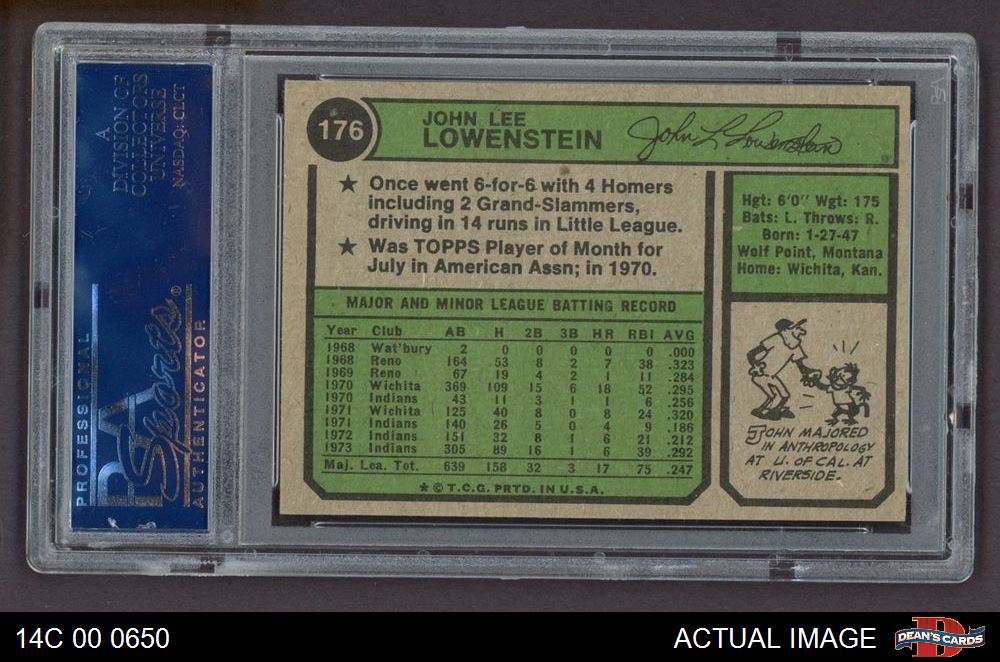 A
DIVISION OF
COLLECTORS
UNIVERSE
NASDAQ: CLCT
PROFESSIONAL
PSA
Sports®
AUTHENTICATOR
176
JOHN LEE
LOWENSTEIN
John L Lowenstein
★ Once went 6-for-6 with 4 Homers
including 2 Grand-Slammers,
driving in 14 runs in Little League.
★ Was TOPPS Player of Month for
July in American Assn; in 1970.
MAJOR AND MINOR LEAGUE BATTING RECORD
Year Club AB H 2B 3B HR RBI AVG
1968 Wat'bury 2 0 0 0 0 0 .000
1968 Reno 164 53 8 2 7 38 .323
1969 Reno 67 19 4 2 1 11 .284
1970 Wichita 369 109 15 6 18 52 .295
1970 Indians 43 11 3 1 1 6 .256
1971 Wichita 125 40 8 0 8 24 .320
1971 Indians 140 26 5 0 4 9 .186
1972 Indians 151 32 8 1 6 21 .212
1973 Indians 305 89 16 1 6 39 .292
Maj. Lea. Tot. 639 158 32 3 17 75 .247
★ © T.C.G. PRTD. IN U.S.A.
Hgt: 6'0" Wgt: 175
Bats: L. Throws: R.
Born: 1-27-47
Wolf Point, Montana
Home: Wichita, Kan.
JOHN MAJORED
IN ANTHROPOLOGY
AT U. OF CAL. AT
RIVERSIDE.
14C 00 0650
ACTUAL IMAGE
D
DEAN'S CARDS